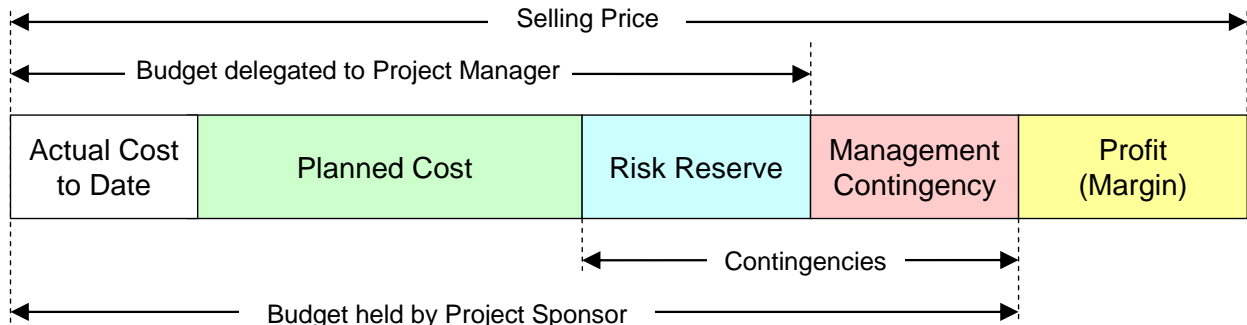 Selling Price
Budget delegated to Project Manager
Actual Cost
to Date
Planned Cost
Risk Reserve
Management
Contingency
Profit
(Margin)
Contingencies
Budget held by Project Sponsor